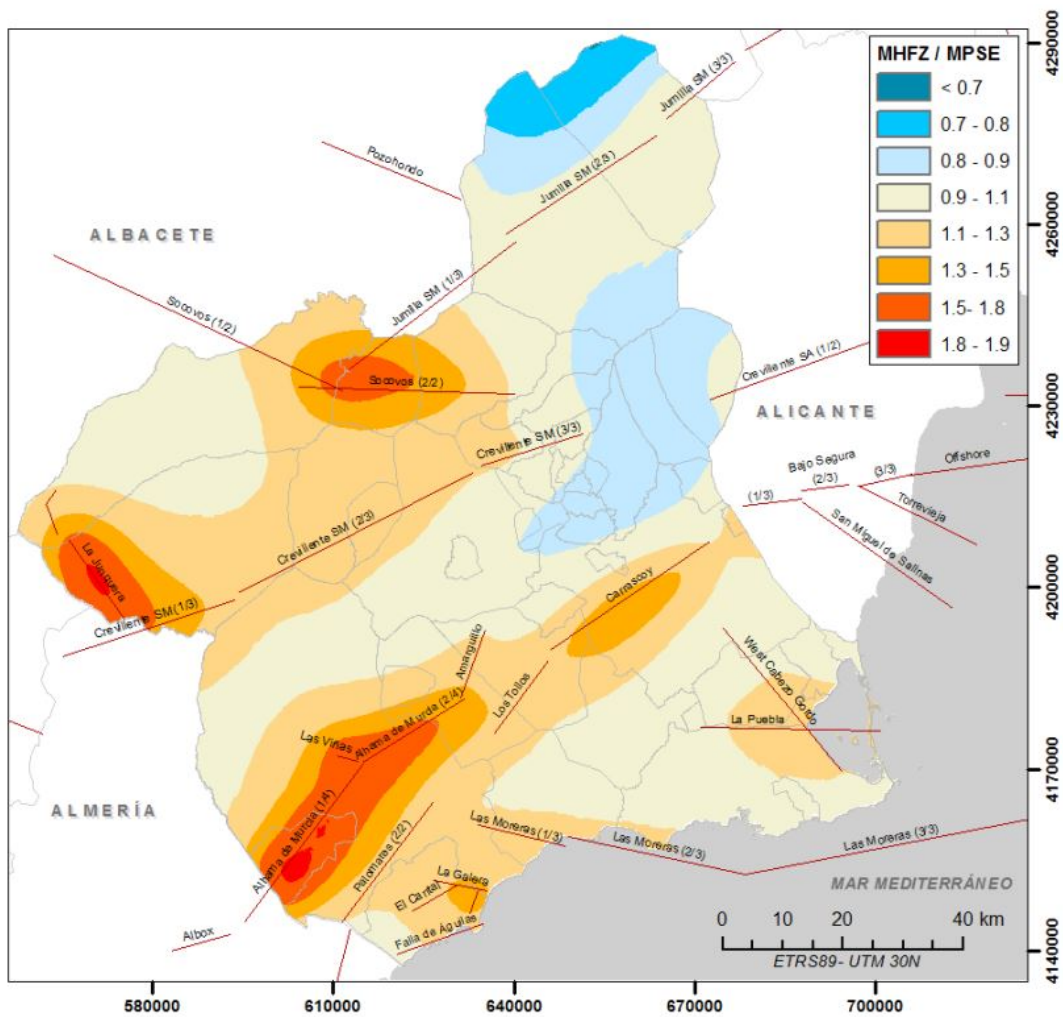 MHFZ / MPSE
< 0.7
0.7 - 0.8
0.8 - 0.9
0.9 - 1.1
1.1 - 1.3
1.3 - 1.5
1.5- 1.8
1.8 - 1.9
Jumilla SM (3/3)
Pozohondo
Jumilla SM (2/3)
ALBACETE
Jumilla SM (1/3)
Socovos (1/2)
Socovos (2/2)
Crevillente SA (1/2)
ALICANTE
Crevillente SM (3/3)
Bajo Segura
(1/3)
(2/3)
(3/3)
Offshore
Torrevieja
San Miguel de Salinas
Crevillente SM (2/3)
La Junquera
Crevillente SM (1/3)
Carrascoy
Amarguillo
Los Tollos
West Cabezo Gordo
La Puebla
Alhama de Murcia (2/4)
Las Viñas
ALMERÍA
Alhama de Murcia (1/4)
Palomares (2/2)
Las Moreras (1/3)
Las Moreras (2/3)
Las Moreras (3/3)
La Galera
El Cantal
Falla de Águilas
Albox
MAR MEDITERRÁNEO
0 10 20 40 km
ETRS89- UTM 30N
4290000
4260000
4230000
4200000
4170000
4140000
580000 610000 640000 670000 700000